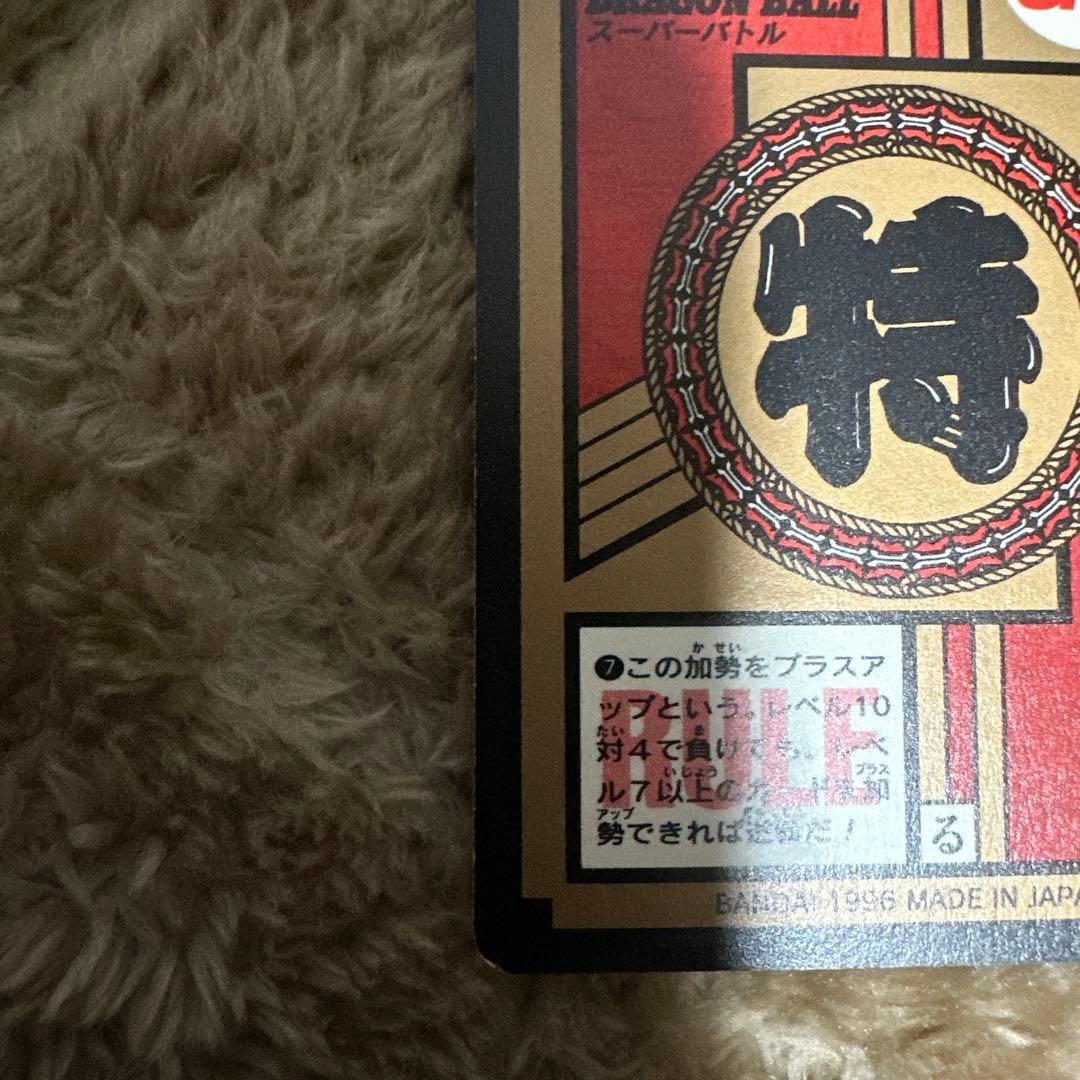 DRAGON BALL
スーパーバトル
特
❼この加勢をプラスア
ップという。レベル10
対4で負けても、レベ
ル7以上のカードを加
勢できれば逆転だ!
RULE
る
BANDAI 1996 MADE IN JAPA